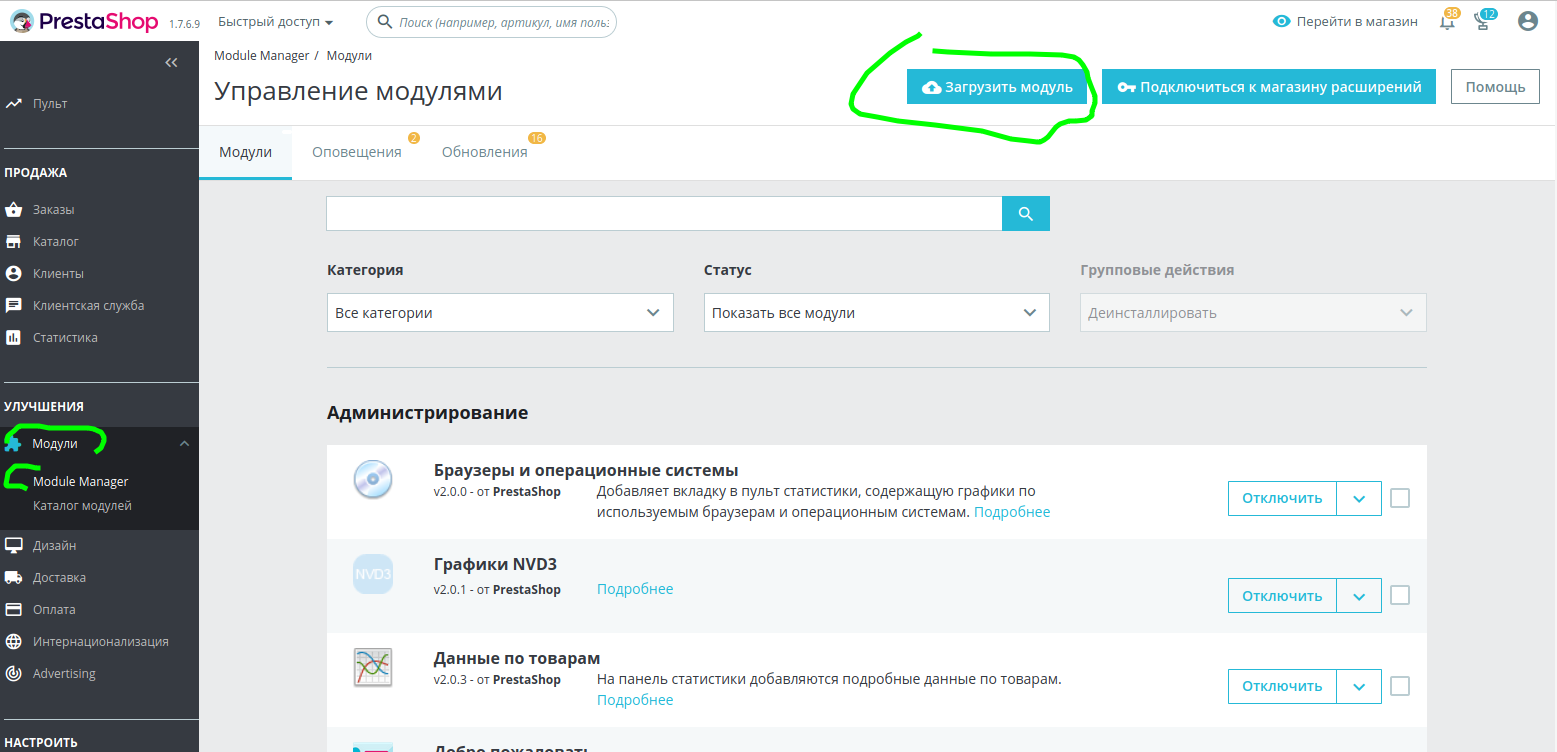 PrestaShop 1.7.6.9 Быстрый доступ Поиск (например, артикул, имя польз Перейти в магазин 38 12
Module Manager / Модули
Управление модулями
Загрузить модуль Подключиться к магазину расширений Помощь
Модули Оповещения 2 Обновления 16
Пульт
ПРОДАЖА
Заказы
Каталог
Клиенты
Клиентская служба
Статистика
УЛУЧШЕНИЯ
Модули
Module Manager
Каталог модулей
Дизайн
Доставка
Оплата
Интернационализация
Advertising
НАСТРОИТЬ
Категория Статус Групповые действия
Все категории Показать все модули Деинсталлировать
Администрирование
Браузеры и операционные системы
v2.0.0 - от PrestaShop Добавляет вкладку в пульт статистики, содержащую графики по
используемым браузерам и операционным системам. Подробнее
Отключить
NVD3
Графики NVD3
v2.0.1 - от PrestaShop Подробнее
Отключить
Данные по товарам
v2.0.3 - от PrestaShop На панель статистики добавляются подробные данные по товарам.
Подробнее
Отключить
Добро пожаловать